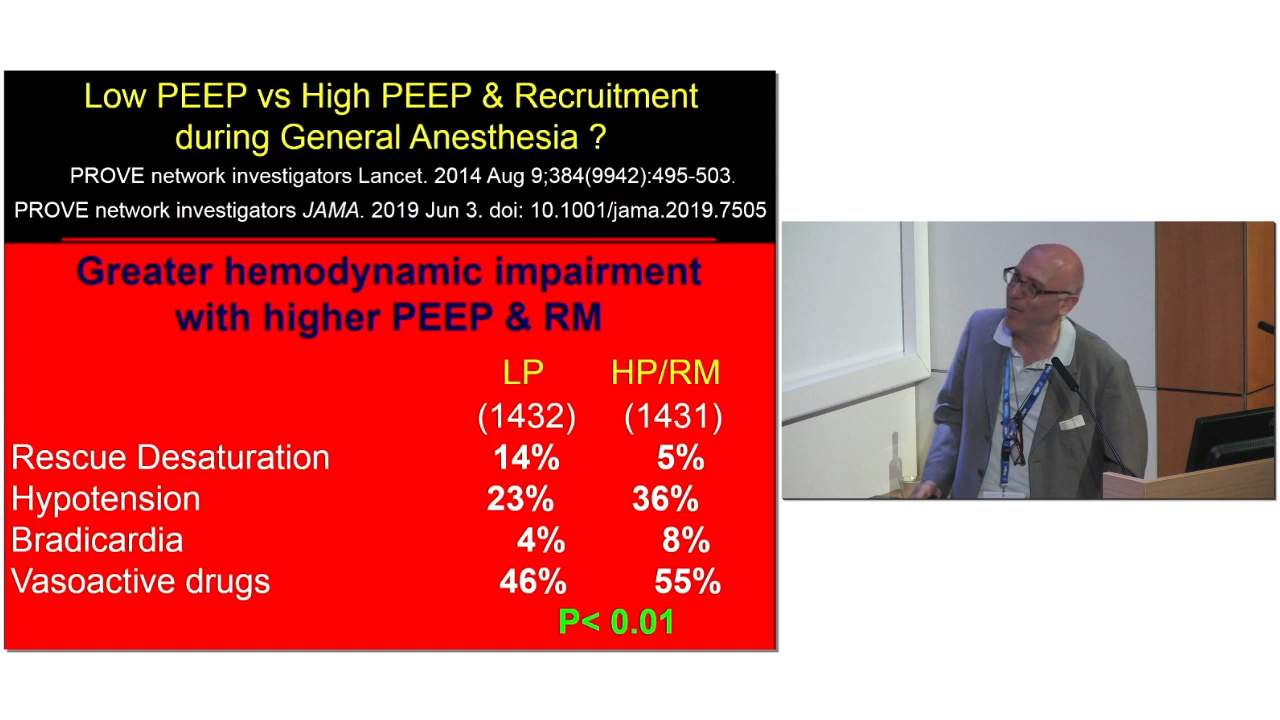 Low PEEP vs High PEEP & Recruitment
during General Anesthesia ?
PROVE network investigators Lancet. 2014 Aug 9;384(9942):495-503.
PROVE network investigators JAMA. 2019 Jun 3. doi: 10.1001/jama.2019.7505
Greater hemodynamic impairment
with higher PEEP & RM
LP HP/RM
(1432) (1431)
Rescue Desaturation 14% 5%
Hypotension 23% 36%
Bradicardia 4% 8%
Vasoactive drugs 46% 55%
P< 0.01